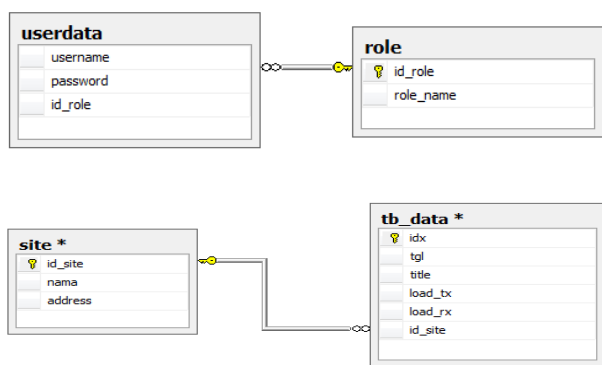 userdata
username
password
id_role
role
id_role
role_name
site *
id_site
nama
address
tb_data *
idx
tgl
title
load_tx
load_rx
id_site